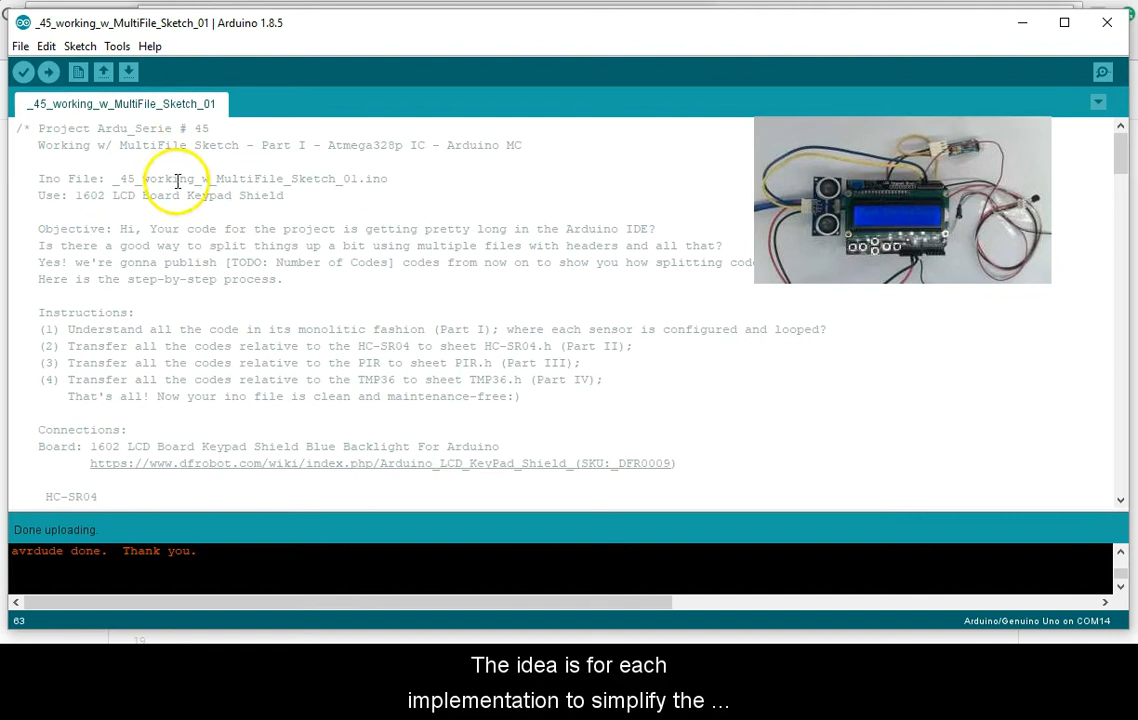 _45_working_w_MultiFile_Sketch_01 | Arduino 1.8.5
File Edit Sketch Tools Help
_45_working_w_MultiFile_Sketch_01
/* Project Ardu_Serie # 45
Working w/ MultiFile Sketch - Part I - Atmega328p IC - Arduino MC
Ino File: _45_working_w_MultiFile_Sketch_01.ino
Use: 1602 LCD Board Keypad Shield
Objective: Hi, Your code for the project is getting pretty long in the Arduino IDE?
Is there a good way to split things up a bit using multiple files with headers and all that?
Yes! we're gonna publish [TODO: Number of Codes] codes from now on to show you how splitting cod
Here is the step-by-step process.
Instructions:
(1) Understand all the code in its monolitic fashion (Part I); where each sensor is configured and looped?
(2) Transfer all the codes relative to the HC-SR04 to sheet HC-SR04.h (Part II);
(3) Transfer all the codes relative to the PIR to sheet PIR.h (Part III);
(4) Transfer all the codes relative to the TMP36 to sheet TMP36.h (Part IV);
That's all! Now your ino file is clean and maintenance-free:)
Connections:
Board: 1602 LCD Board Keypad Shield Blue Backlight For Arduino
https://www.dfrobot.com/wiki/index.php/Arduino_LCD_KeyPad_Shield_(SKU:_DFR0009)
HC-SR04
Done uploading.
avrdude done.  Thank you.
63
Arduino/Genuino Uno on COM14
19
The idea is for each
implementation to simplify the ...